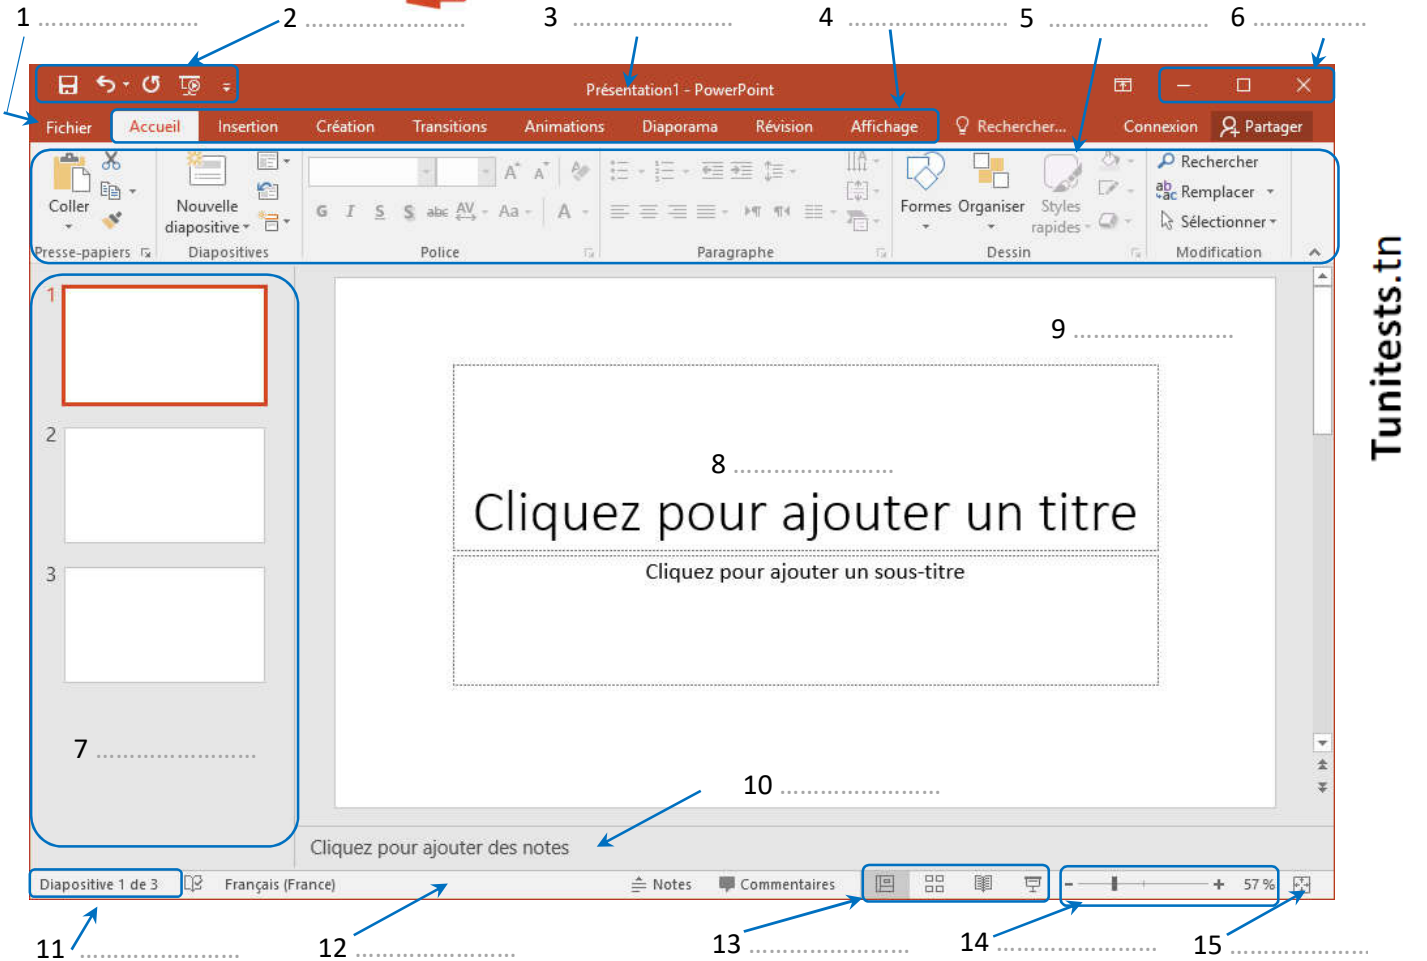 1 ........................ 2 ........................ 3 ........................ 4 ........................ 5 ........................ 6 .................
Présentation1 - PowerPoint
Fichier Accueil Insertion Création Transitions Animations Diaporama Révision Affichage Rechercher... Connexion Partager
Coller
Presse-papiers
Nouvelle
diapositive
Diapositives
A A
G I S S abc AV Aa A
Police
Paragraphe
Formes Organiser Styles
rapides
Dessin
Rechercher
Remplacer
Sélectionner
Modification
1
2
3
7 ........................
9 ........................
8 ........................
Cliquez pour ajouter un titre
Cliquez pour ajouter un sous-titre
10 ........................
Cliquez pour ajouter des notes
Diapositive 1 de 3 Français (France) Notes Commentaires - + 57 %
11 ........................ 12 ........................ 13 ........................ 14 ........................ 15 ........................
Tunitests.tn